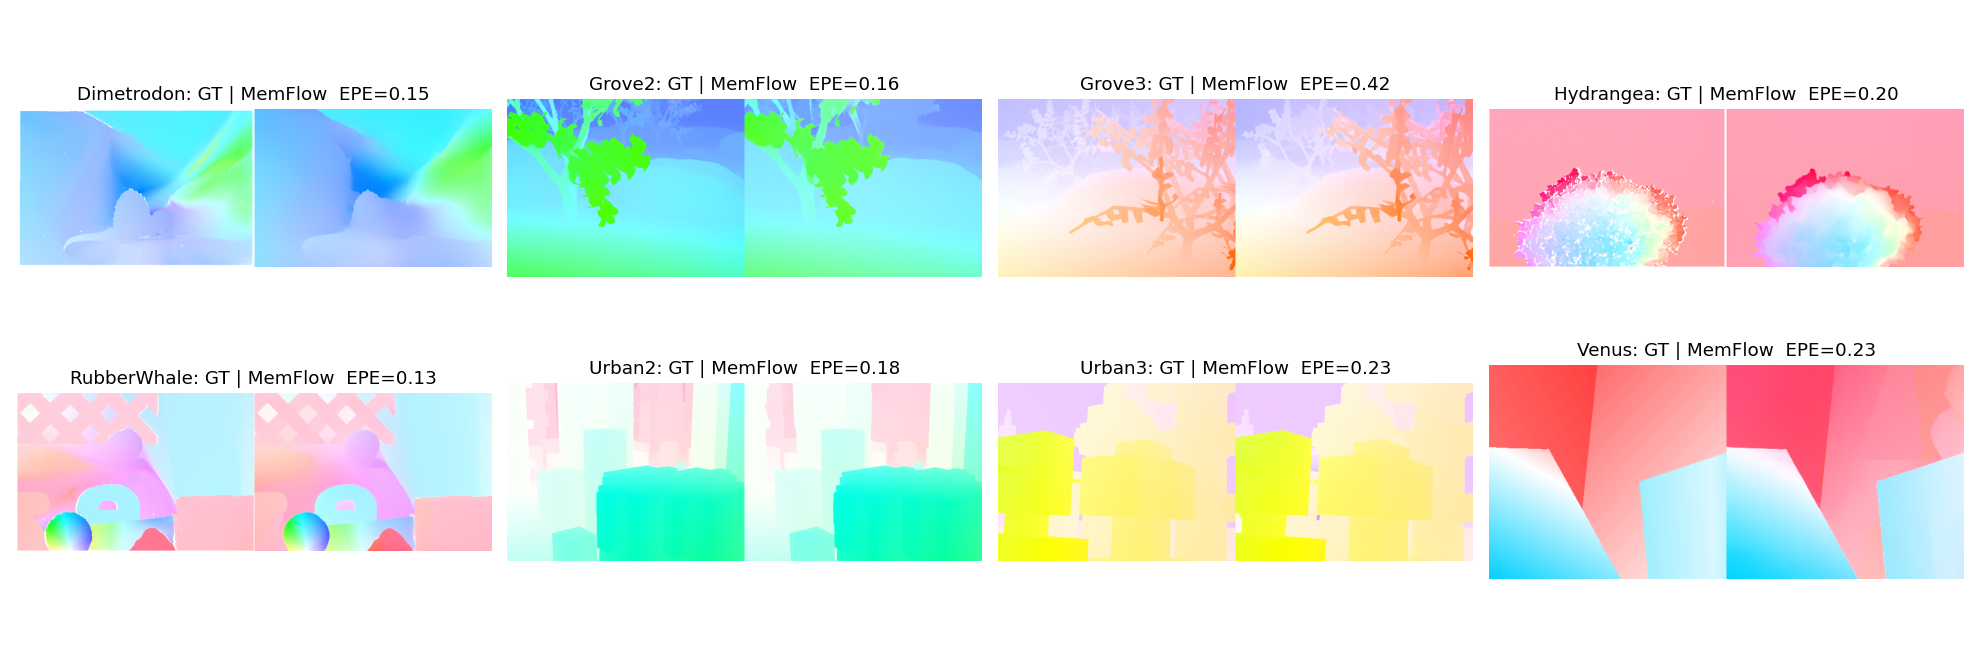 Dimetrodon: GT | MemFlow  EPE=0.15
Grove2: GT | MemFlow  EPE=0.16
Grove3: GT | MemFlow  EPE=0.42
Hydrangea: GT | MemFlow  EPE=0.20
RubberWhale: GT | MemFlow  EPE=0.13
Urban2: GT | MemFlow  EPE=0.18
Urban3: GT | MemFlow  EPE=0.23
Venus: GT | MemFlow  EPE=0.23